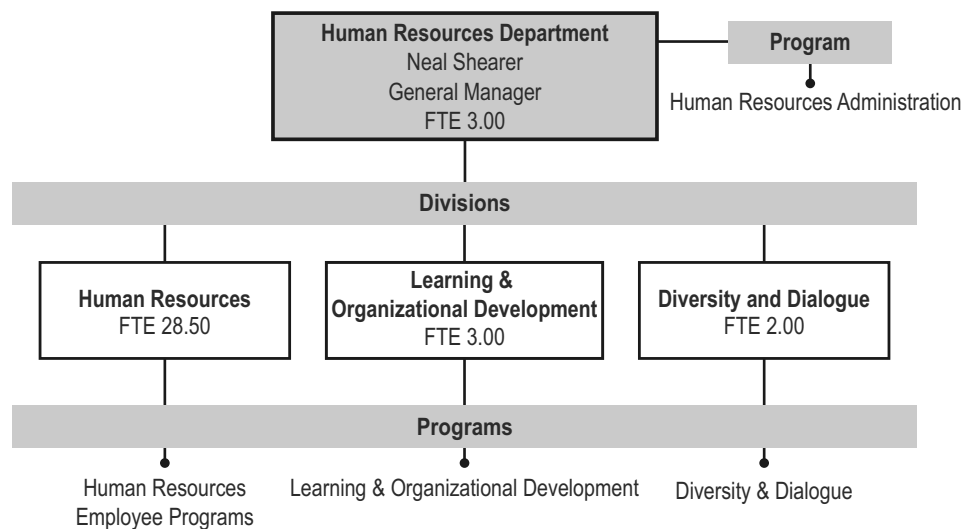 Human Resources Department
Neal Shearer
General Manager
FTE 3.00
Program
Human Resources Administration
Divisions
Human Resources
FTE 28.50
Learning &
Organizational Development
FTE 3.00
Diversity and Dialogue
FTE 2.00
Programs
Human Resources
Employee Programs
Learning & Organizational Development
Diversity & Dialogue